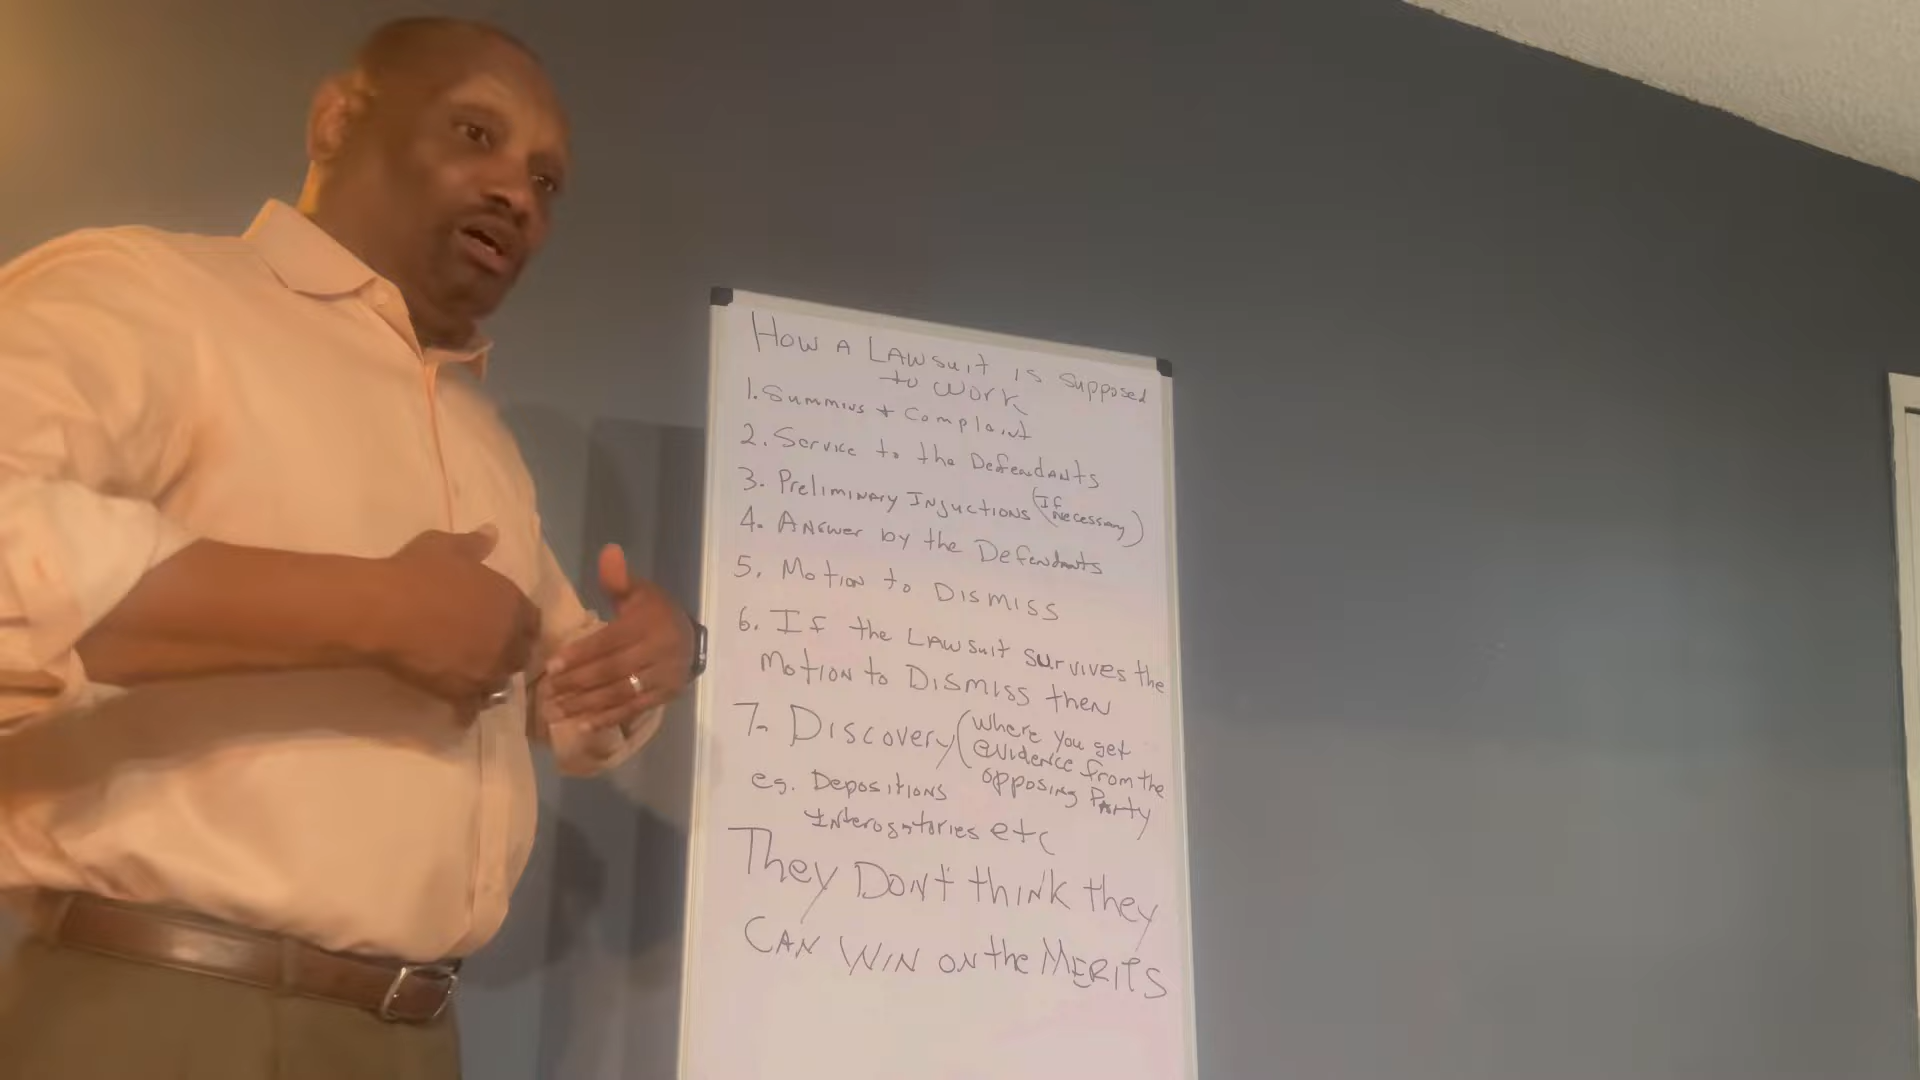 How A Lawsuit is supposed
to work
1. Summius + Complaint
2. Service to the Defendants
3. Preliminary Injuctions (If necessary)
4. Answer by the Defendants
5. Motion to Dismiss
6. If the Lawsuit survives the
Motion to Dismiss then
7. Discovery (where you get
evidence from the
opposing Party
eg. Depositions
Interogatories etc
They Don't think they
CAN WIN ON the MERITS